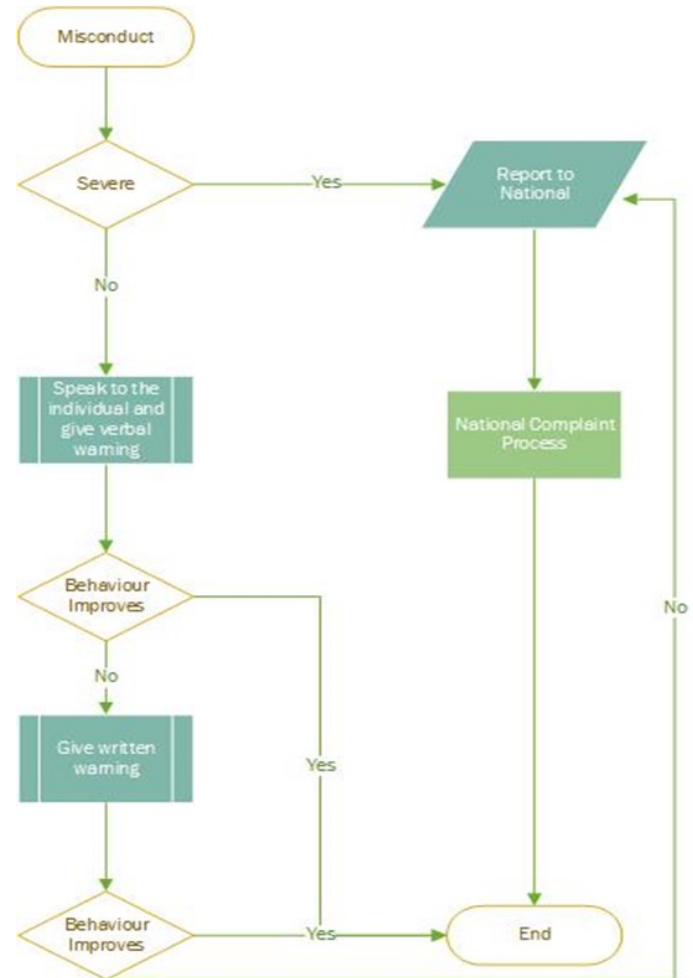 Misconduct
Severe
Yes
Report to
National
No
Speak to the
individual and
give verbal
warning
National Complaint
Process
Behaviour
Improves
No
No
Give written
warning
Yes
Behaviour
Improves
Yes
End